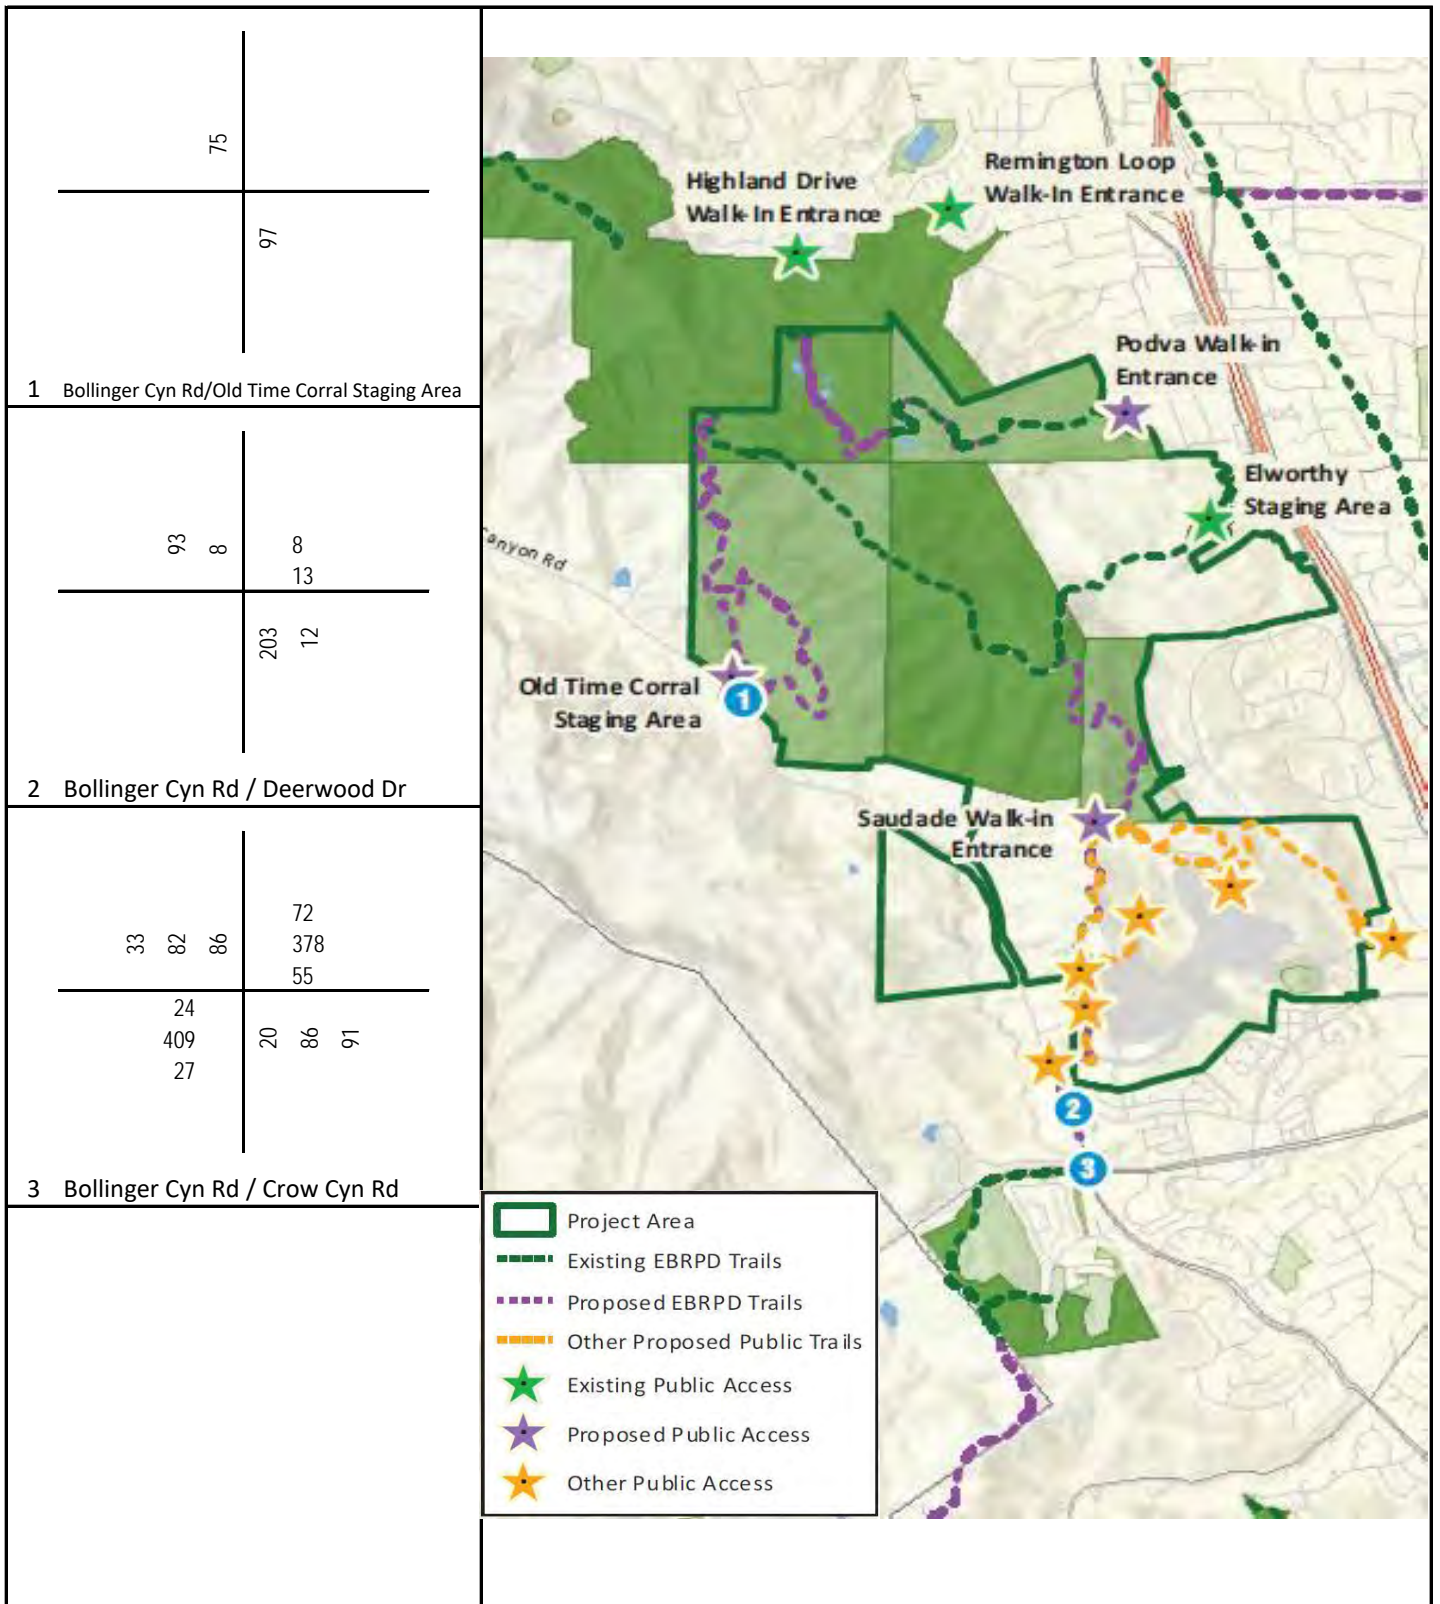 75
97
1 Bollinger Cyn Rd/Old Time Corral Staging Area
93 8
8
13
203 12
2 Bollinger Cyn Rd / Deerwood Dr
33 82 86
72
378
55
24
409
27
20 86 91
3 Bollinger Cyn Rd / Crow Cyn Rd
Highland Drive
Walk-In Entrance
Remington Loop
Walk-In Entrance
Podva Walk-in
Entrance
Elworthy
Staging Area
Canyon Rd
Old Time Corral
Staging Area
1
Saudade Walk-in
Entrance
2
3
Project Area
Existing EBRPD Trails
Proposed EBRPD Trails
Other Proposed Public Trails
Existing Public Access
Proposed Public Access
Other Public Access